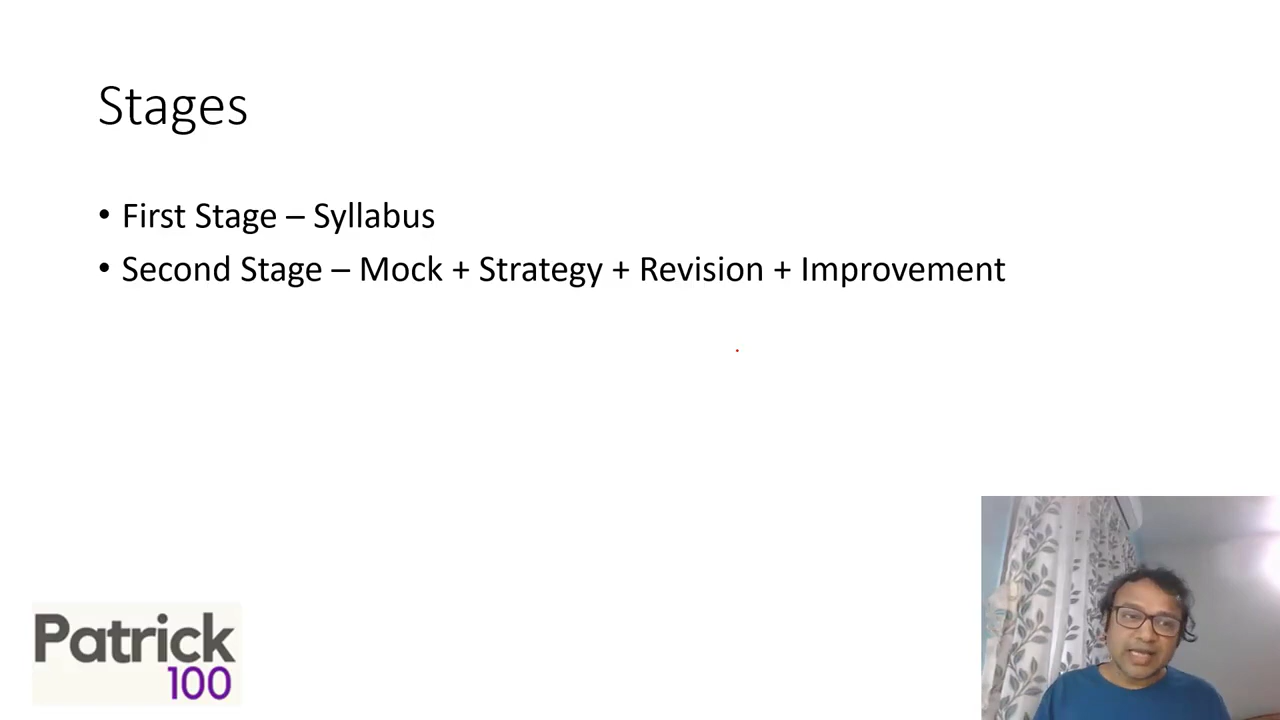 Stages
• First Stage – Syllabus
• Second Stage – Mock + Strategy + Revision + Improvement
Patrick
100